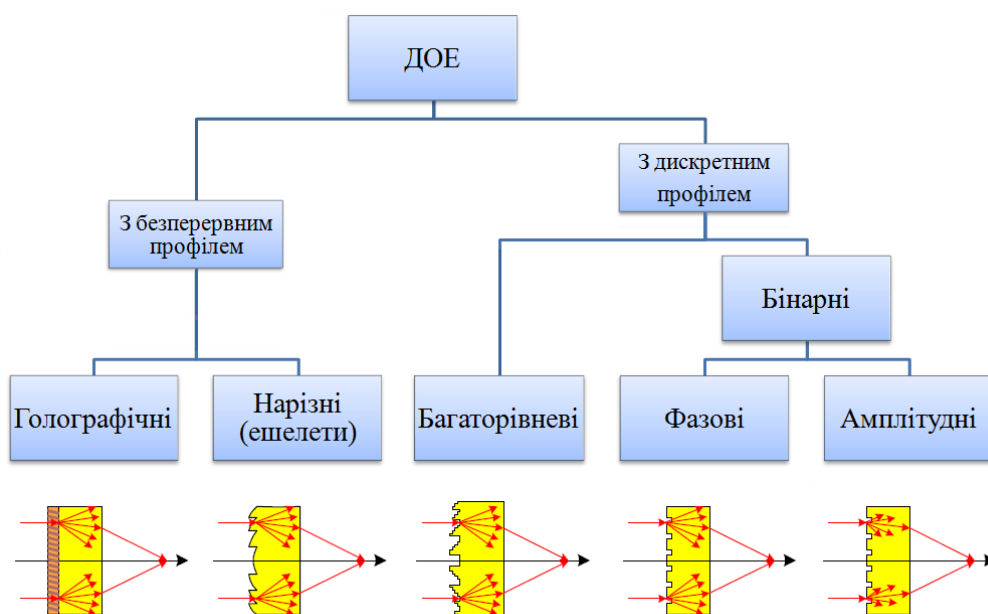 ДОЕ
З дискретним
профілем
З безперервним
профілем
Бінарні
Голографічні
Нарізні
(ешелети)
Багаторівневі
Фазові
Амплітудні